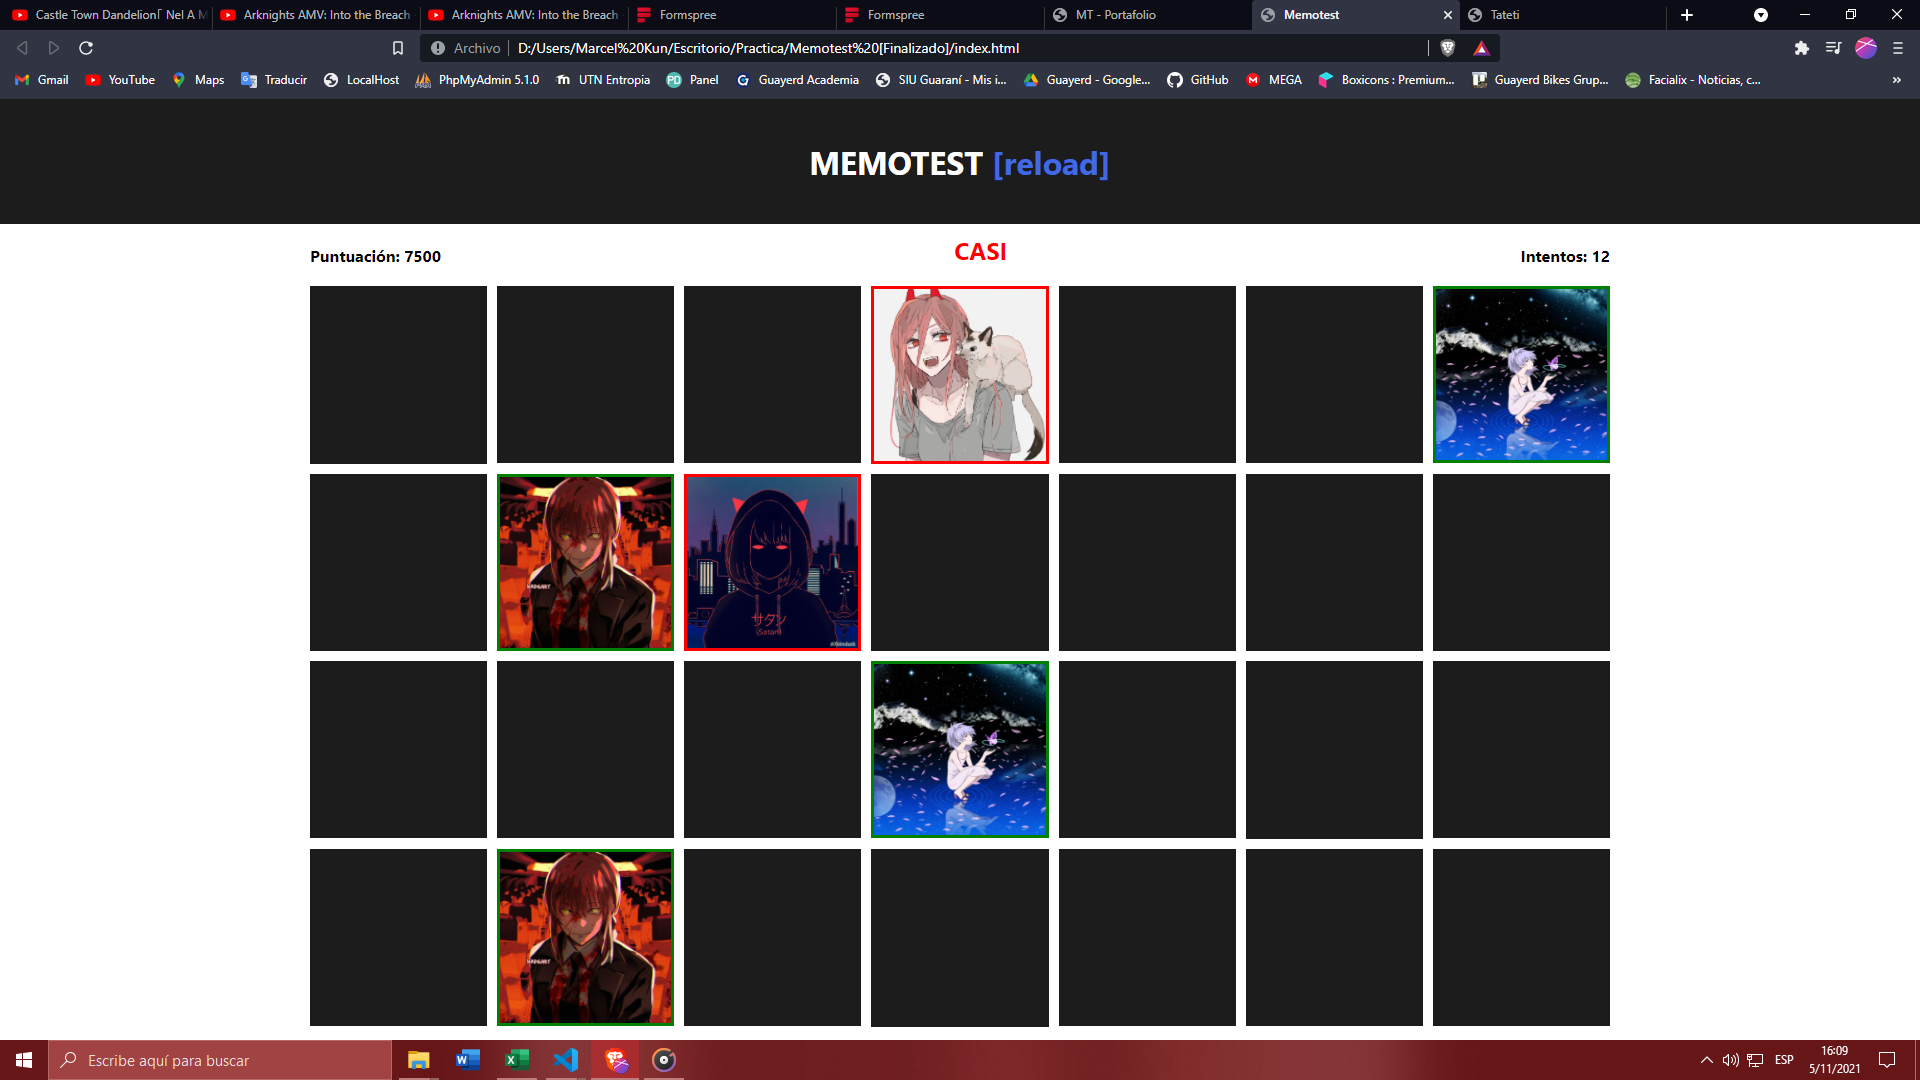 Castle Town Dandelion「 Nel A M
Arknights AMV: Into the Breach
Arknights AMV: Into the Breach
Formspree
Formspree
MT - Portafolio
Memotest
Tateti
Archivo
D:/Users/Marcel%20Kun/Escritorio/Practica/Memotest%20[Finalizado]/index.html
Gmail
YouTube
Maps
Traducir
LocalHost
PhpMyAdmin 5.1.0
UTN Entropia
Panel
Guayerd Academia
SIU Guaraní - Mis i...
Guayerd - Google...
GitHub
MEGA
Boxicons : Premium...
Guayerd Bikes Grup...
Facialix - Noticias, c...
MEMOTEST [reload]
Puntuación: 7500
CASI
Intentos: 12
サタン
(Satan)
Escribe aquí para buscar
ESP
16:09
5/11/2021